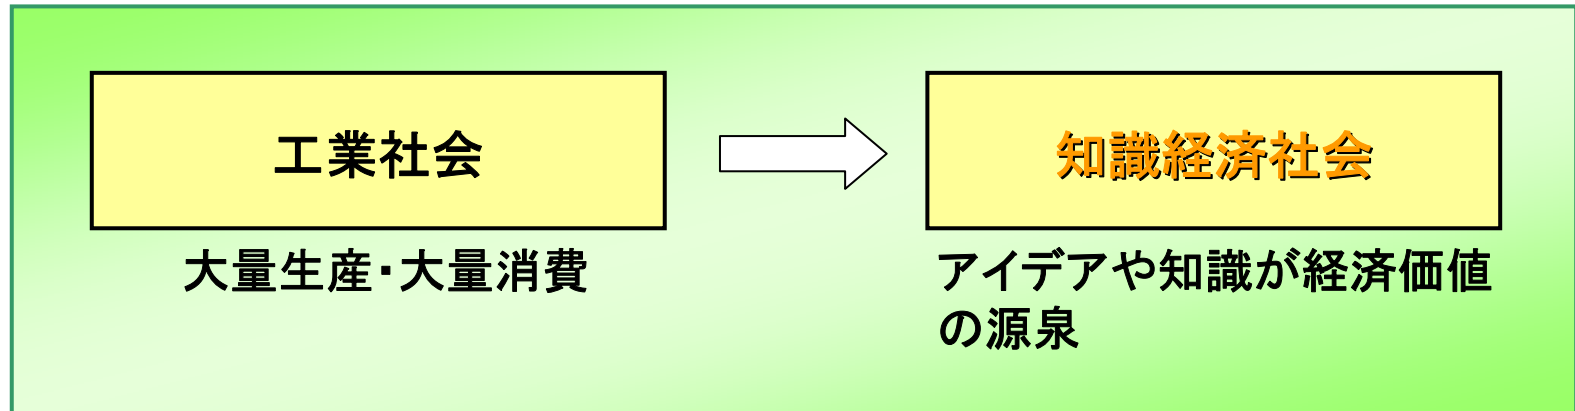 工業社会
知識経済社会
大量生産・大量消費
アイデアや知識が経済価値
の源泉